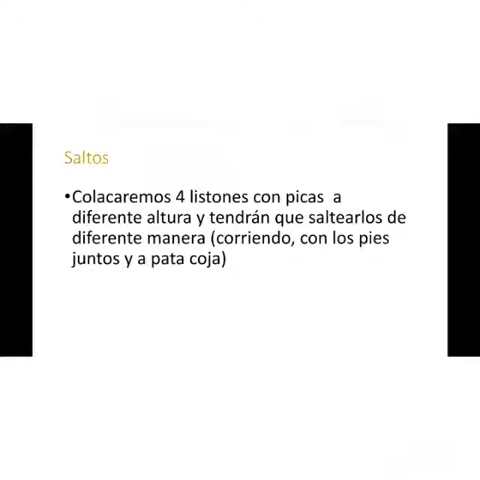 Saltos
•Colacaremos 4 listones con picas a
diferente altura y tendrán que saltearlos de
diferente manera (corriendo, con los pies
juntos y a pata coja)